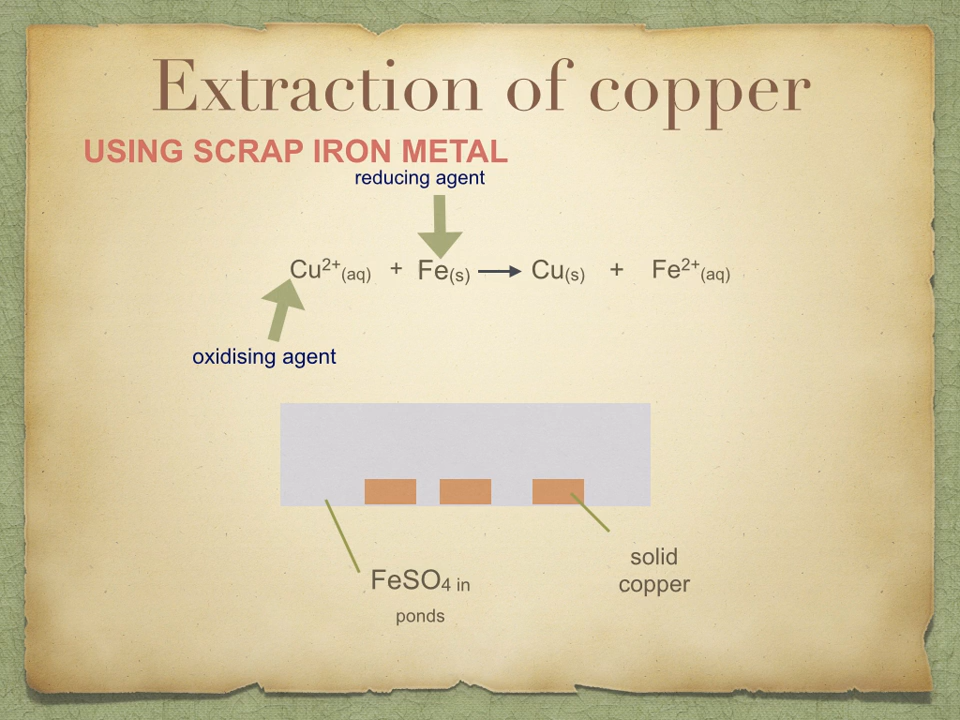 Extraction of copper
USING SCRAP IRON METAL
reducing agent
Cu²⁺(aq) + Fe(s) → Cu(s) + Fe²⁺(aq)
oxidising agent
solid
copper
FeSO₄ in
ponds